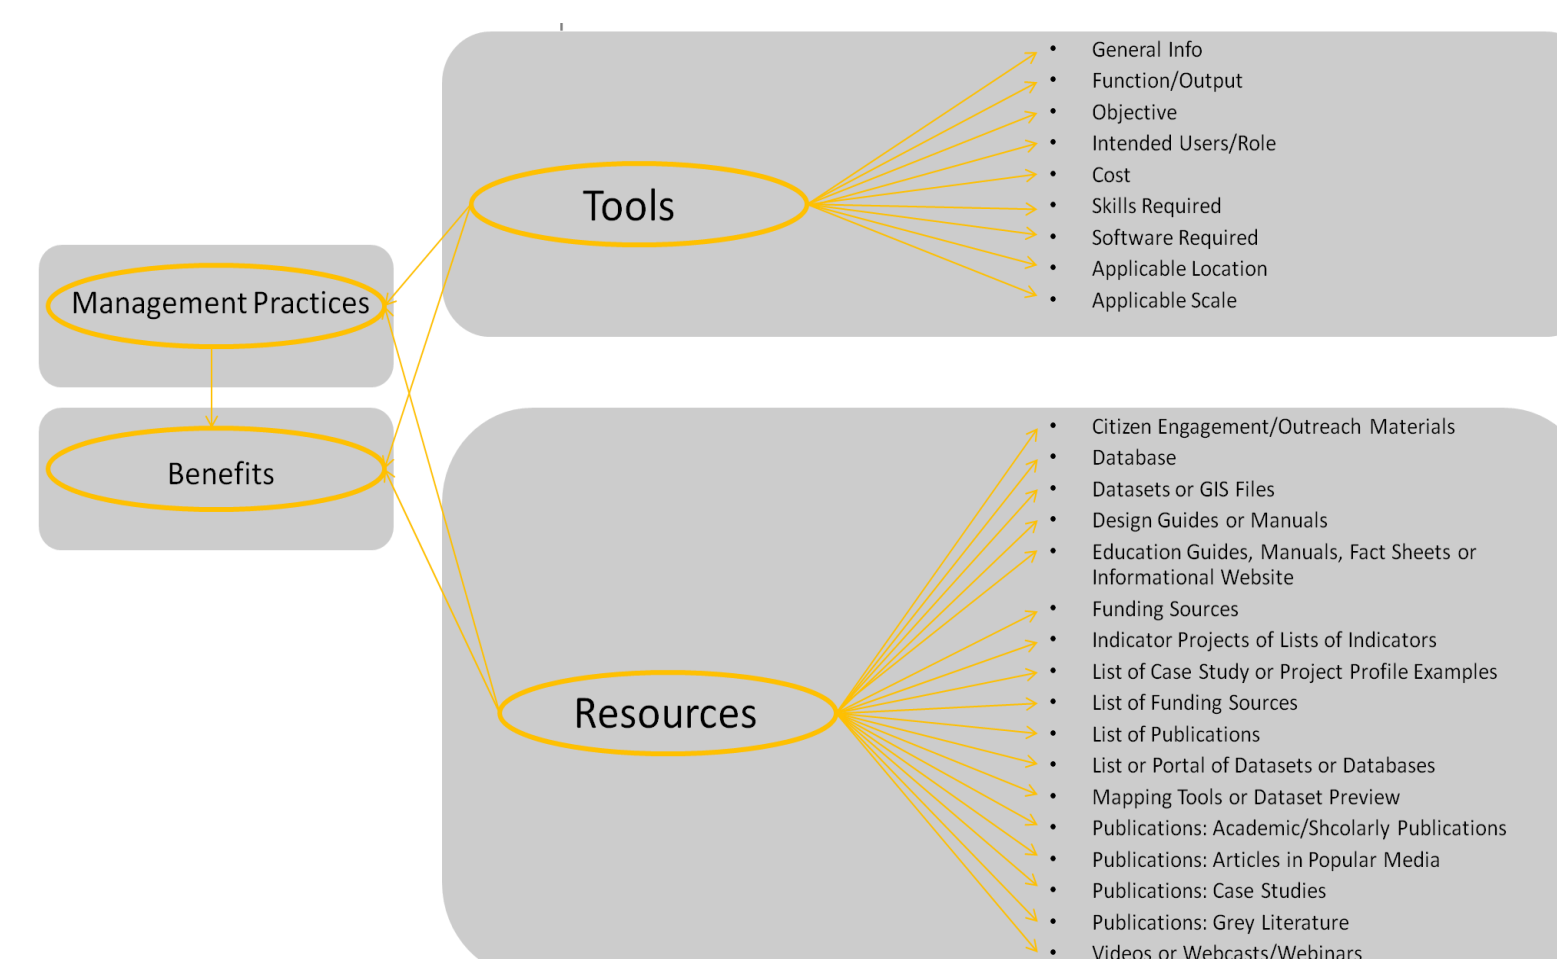 Tools
• General Info
• Function/Output
• Objective
• Intended Users/Role
• Cost
• Skills Required
• Software Required
• Applicable Location
• Applicable Scale
Management Practices
Benefits
Resources
• Citizen Engagement/Outreach Materials
• Database
• Datasets or GIS Files
• Design Guides or Manuals
• Education Guides, Manuals, Fact Sheets or
Informational Website
• Funding Sources
• Indicator Projects of Lists of Indicators
• List of Case Study or Project Profile Examples
• List of Funding Sources
• List of Publications
• List or Portal of Datasets or Databases
• Mapping Tools or Dataset Preview
• Publications: Academic/Shcolarly Publications
• Publications: Articles in Popular Media
• Publications: Case Studies
• Publications: Grey Literature
• Videos or Webcasts/Webinars